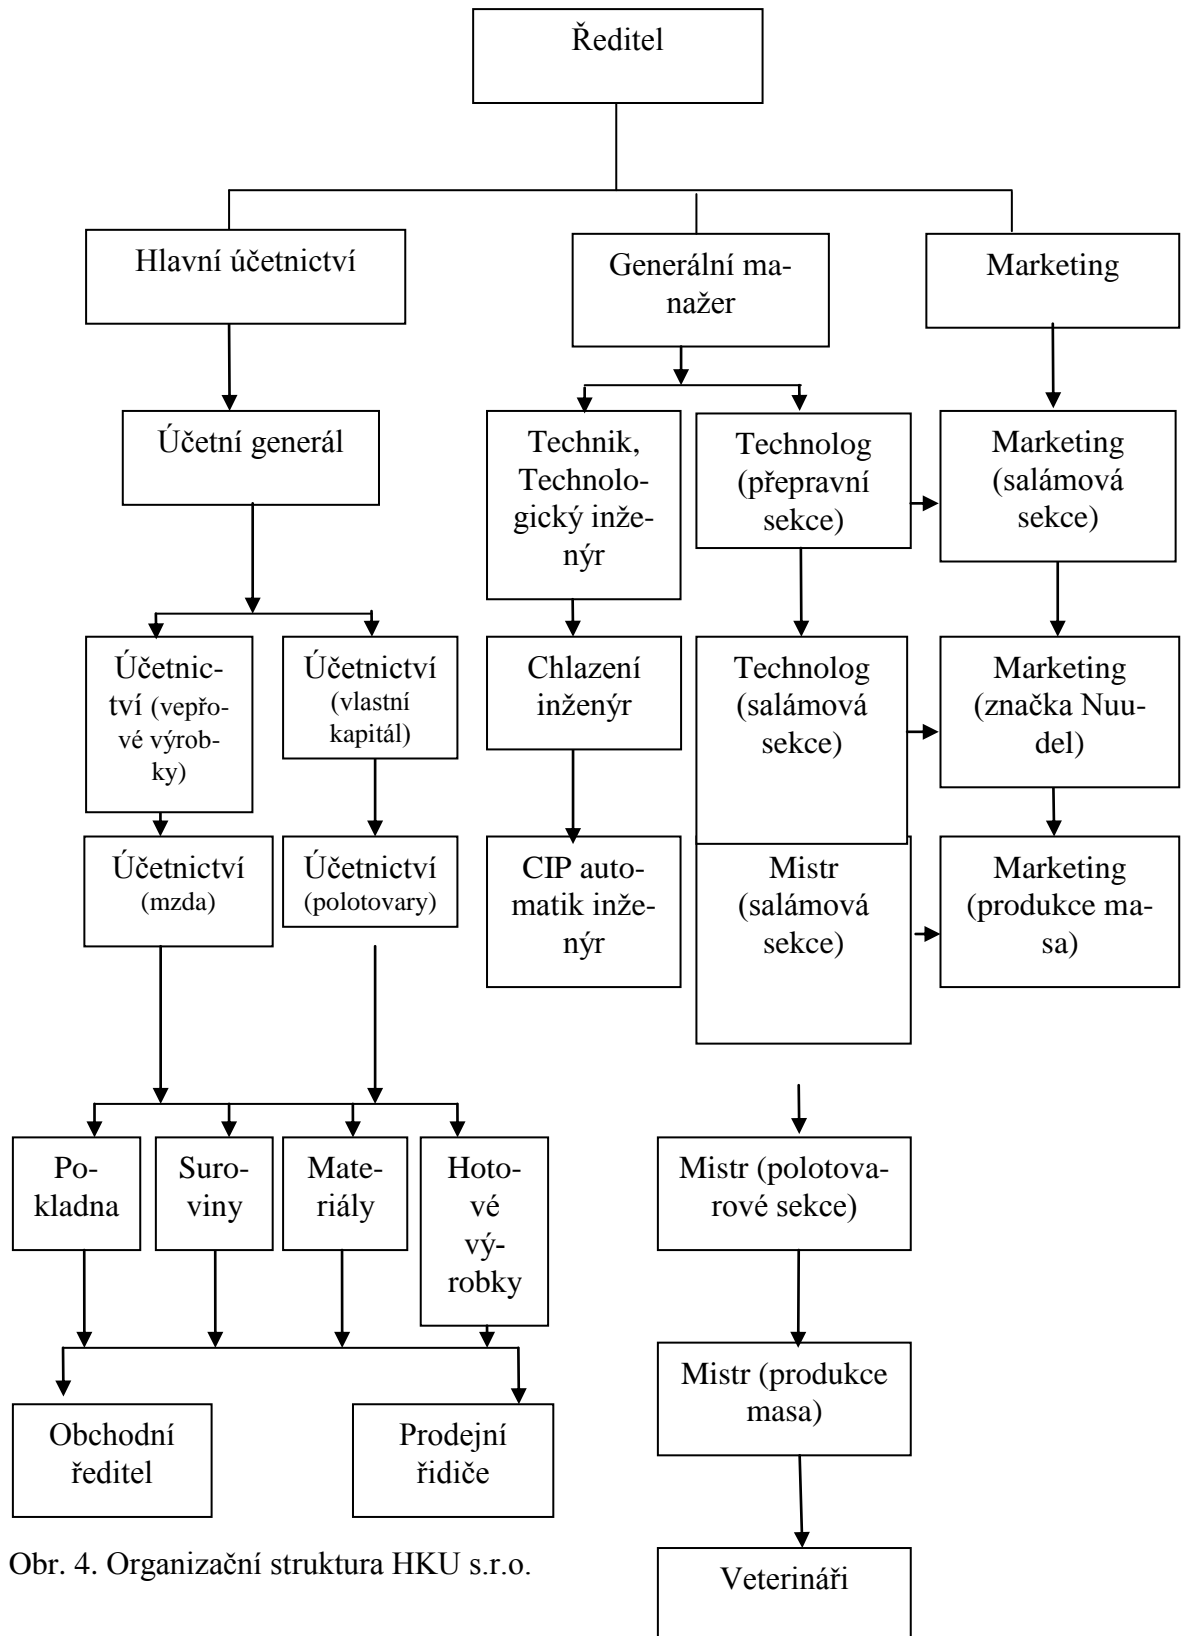 Ředitel
Hlavní účetnictví
Generální ma-
nažer
Marketing
Účetní generál
Technik,
Technolo-
gický inže-
nýr
Technolog
(přepravní
sekce)
Marketing
(salámová
sekce)
Účetnic-
tví (vepřo-
vé výrob-
ky)
Účetnictví
(vlastní
kapitál)
Chlazení
inženýr
Technolog
(salámová
sekce)
Marketing
(značka Nuu-
del)
Účetnictví
(mzda)
Účetnictví
(polotovary)
CIP auto-
matik inže-
nýr
Mistr
(salámová
sekce)
Marketing
(produkce ma-
sa)
Po-
kladna
Suro-
viny
Mate-
riály
Hoto-
vé
vý-
robky
Mistr (polotova-
rové sekce)
Mistr (produkce
masa)
Obchodní
ředitel
Prodejní
řidiče
Obr. 4. Organizační struktura HKU s.r.o.
Veterináři